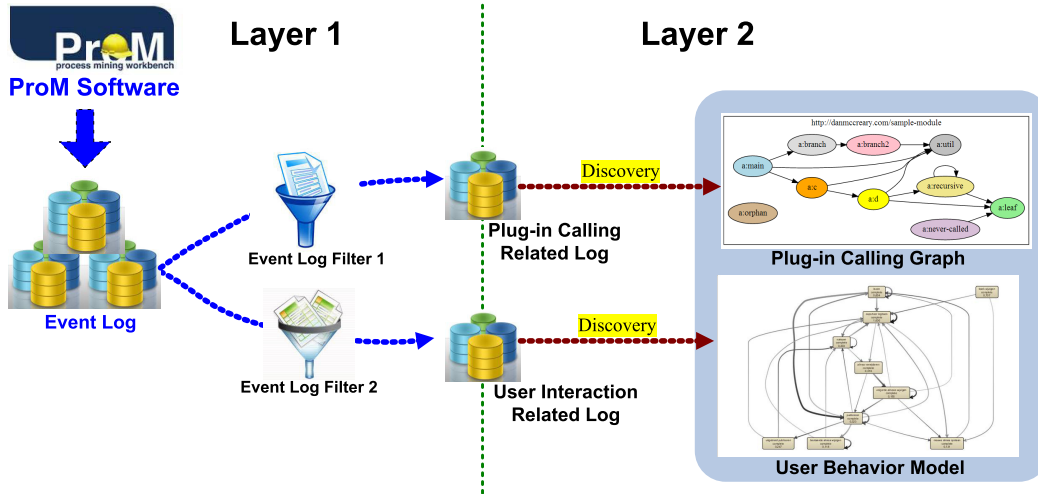 ProM
process mining workbench
ProM Software
Layer 1
Layer 2
Event Log
Event Log Filter 1
Event Log Filter 2
Plug-in Calling
Related Log
User Interaction
Related Log
Discovery
Discovery
http://danmccreary.com/sample-module
a:main
a:branch
a:branch2
a:util
a:c
a:d
a:recursive
a:leaf
a:orphan
a:never-called
Plug-in Calling Graph
User Behavior Model